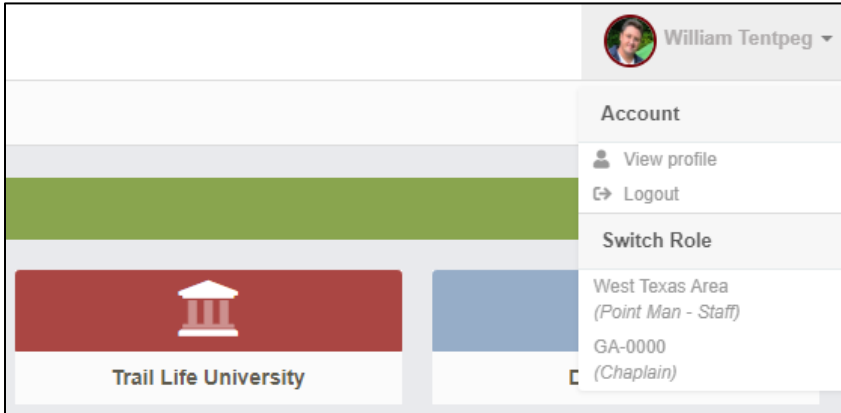 William Tentpeg
Account
View profile
Logout
Switch Role
West Texas Area
(Point Man - Staff)
GA-0000
(Chaplain)
Trail Life University
D